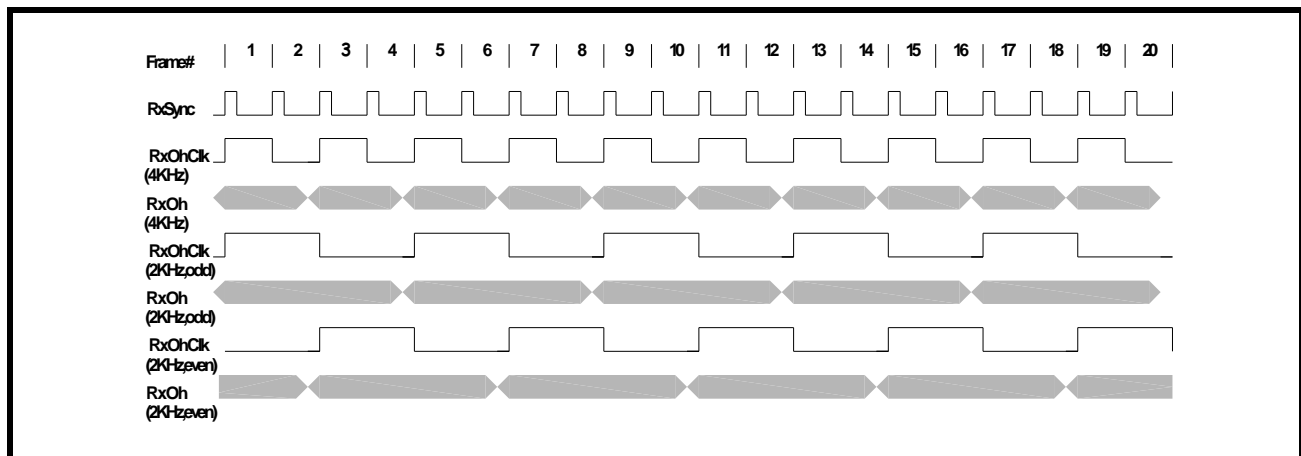 Frame# 1 2 3 4 5 6 7 8 9 10 11 12 13 14 15 16 17 18 19 20
RxSync
RxOhClk
(4KHz)
RxOh
(4KHz)
RxOhClk
(2KHz,odd)
RxOh
(2KHz,odd)
RxOhClk
(2KHz,even)
RxOh
(2KHz,even)